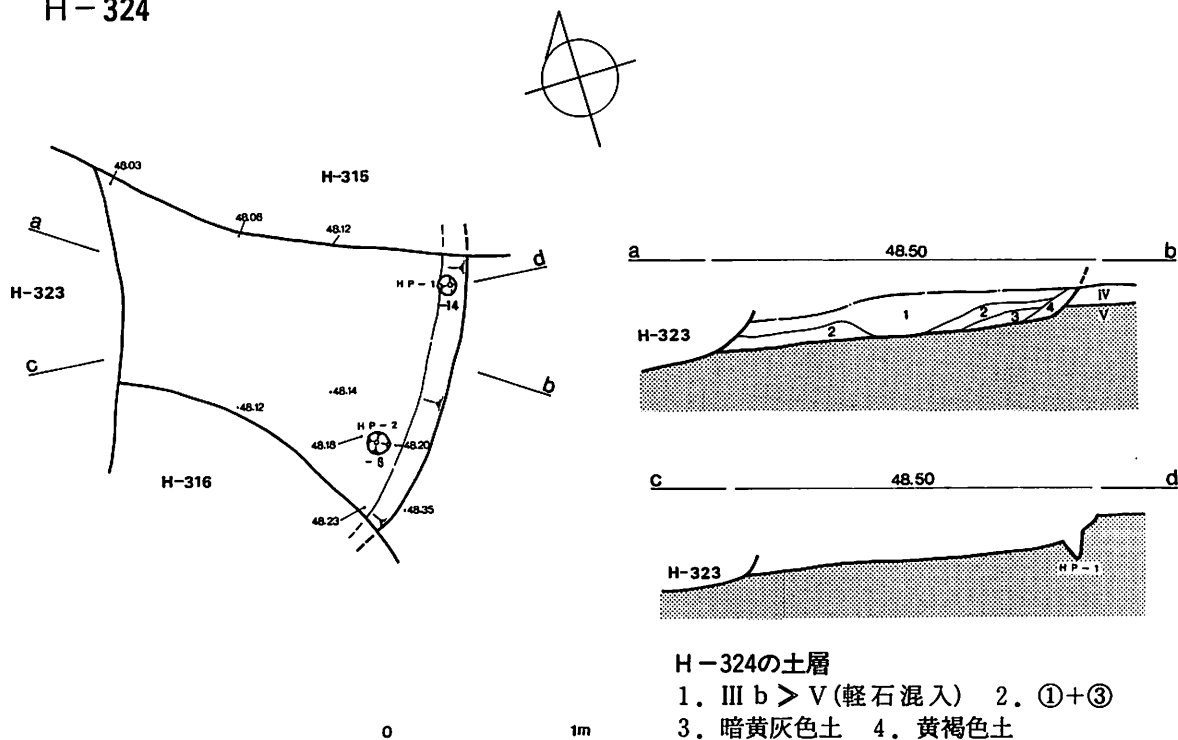 H－324
48.03
H-315
a
48.06
48.12
d
HP-1
-14
H-323
c
b
·48.14
·48.12
HP-2
48.18
-48.20
-8
H-316
48.23
·48.35
a 48.50 b
1
2
2
3
4
IV
V
H-323
c 48.50 d
H-323
HP-1
H－324の土層
1．Ⅲb＞V(軽石混入) 2．①+③
3．暗黄灰色土 4．黄褐色土
0 1m